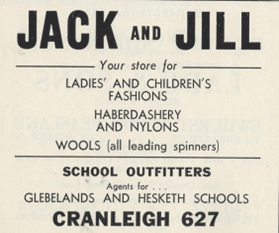 JACK AND JILL
Your store for
LADIES' AND CHILDREN'S
FASHIONS
HABERDASHERY
AND NYLONS
WOOLS (all leading spinners)
SCHOOL OUTFITTERS
Agents for . . .
GLEBELANDS AND HESKETH SCHOOLS
CRANLEIGH 627